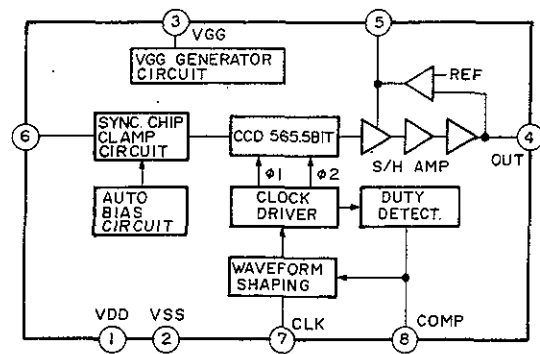 3
VGG
5
VGG GENERATOR
CIRCUIT
REF
6
SYNC. CHIP
CLAMP
CIRCUIT
CCD 565.5BIT
4
S/H AMP
OUT
φ1
φ2
AUTO
BIAS
CIRCUIT
CLOCK
DRIVER
DUTY
DETECT.
WAVEFORM
SHAPING
VDD
VSS
CLK
COMP
1
2
7
8